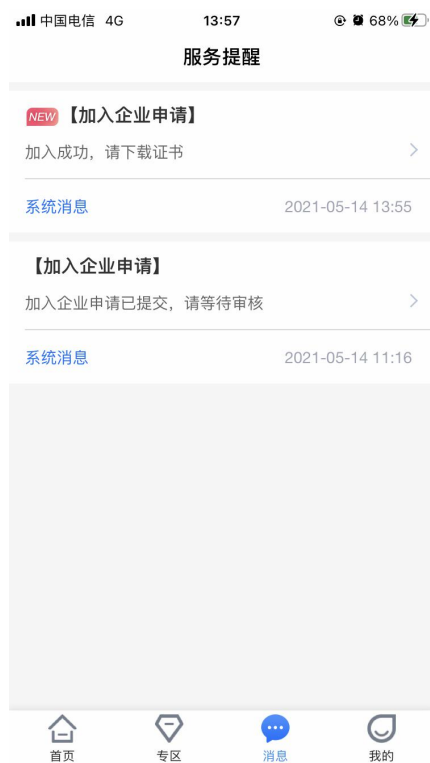 中国电信 4G 13:57 68%
服务提醒
NEW 【加入企业申请】
加入成功，请下载证书
系统消息 2021-05-14 13:55
【加入企业申请】
加入企业申请已提交，请等待审核
系统消息 2021-05-14 11:16
首页 专区 消息 我的